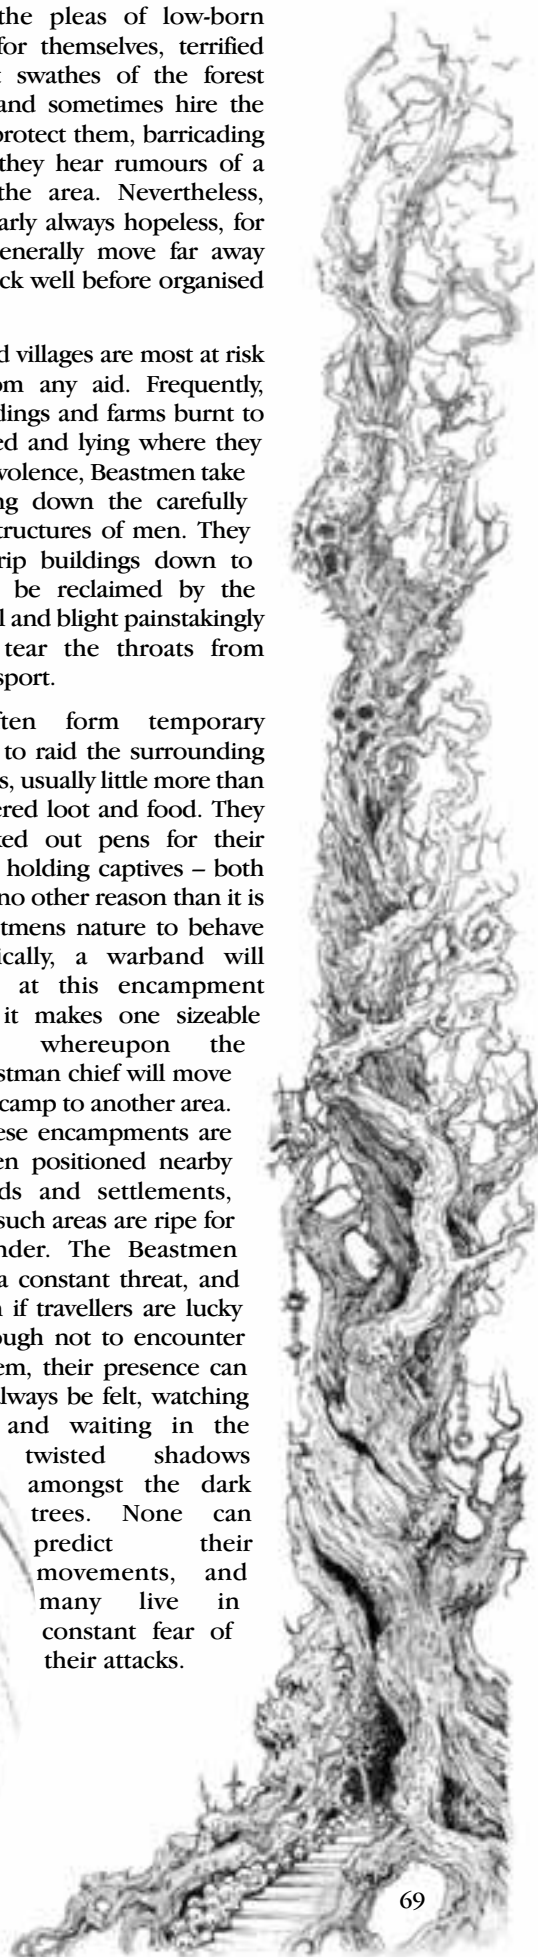 the pleas of low-born
for themselves, terrified
swathes of the forest
and sometimes hire the
protect them, barricading
they hear rumours of a
the area. Nevertheless,
arly always hopeless, for
enerally move far away
ck well before organised
d villages are most at risk
om any aid. Frequently,
dings and farms burnt to
ed and lying where they
volence, Beastmen take
ng down the carefully
tructures of men. They
rip buildings down to
be reclaimed by the
l and blight painstakingly
tear the throats from
sport.
ten form temporary
to raid the surrounding
s, usually little more than
ered loot and food. They
ked out pens for their
holding captives – both
no other reason than it is
tmens nature to behave
ically, a warband will
at this encampment
it makes one sizeable
whereupon the
stman chief will move
camp to another area.
ese encampments are
en positioned nearby
ds and settlements,
such areas are ripe for
nder. The Beastmen
a constant threat, and
n if travellers are lucky
ough not to encounter
em, their presence can
always be felt, watching
and waiting in the
twisted shadows
amongst the dark
trees. None can
predict their
movements, and
many live in
constant fear of
their attacks.
69